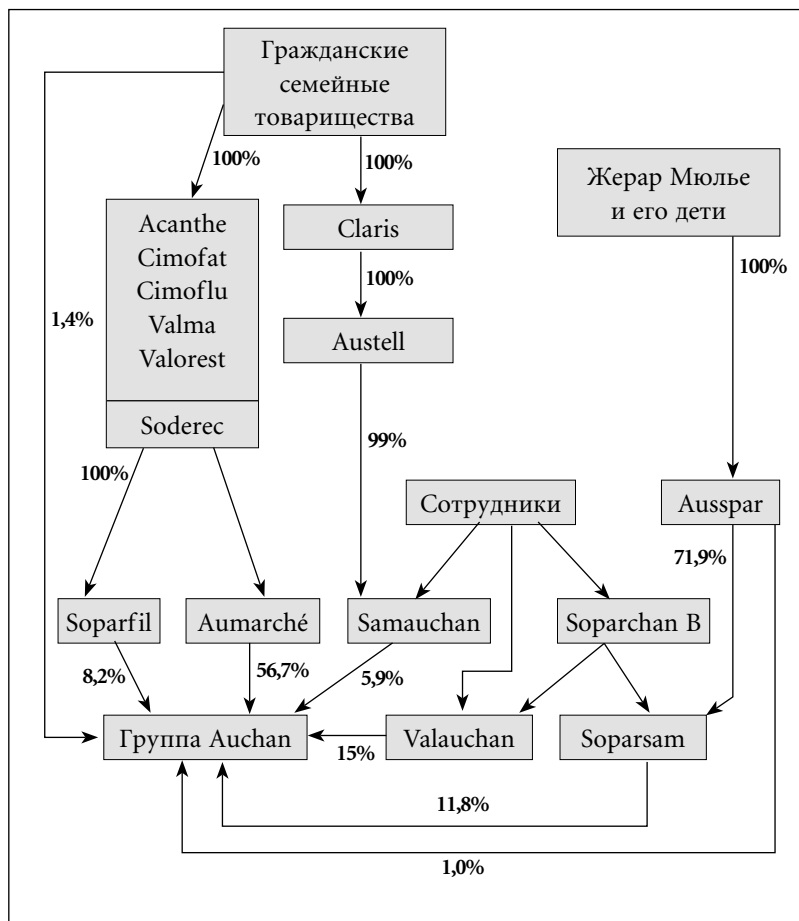 Гражданские
семейные
товарищества
100%
100%
Жерар Мюлье
и его дети
Acanthe
Cimofat
Cimoflu
Valma
Valorest
Claris
100%
100%
1,4%
Austell
Soderec
100%
99%
Сотрудники
Ausspar
71,9%
Soparfil
Aumarché
Samauchan
Soparchan B
8,2%
56,7%
5,9%
Группа Auchan
15%
Valauchan
Soparsam
11,8%
1,0%